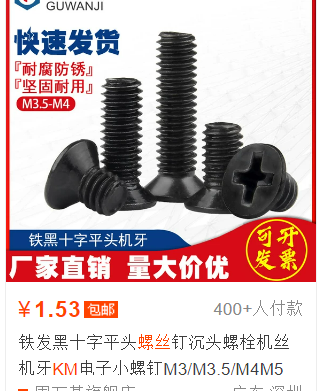 GUWANJI
快速发货
『耐腐防锈』
『坚固耐用』
M3.5-M4
铁黑十字平头机牙
可开
发票
厂家直销 量大价优
¥1.53 包邮
400+人付款
铁发黑十字平头螺丝钉沉头螺栓机丝
机牙KM电子小螺钉M3/M3.5/M4M5